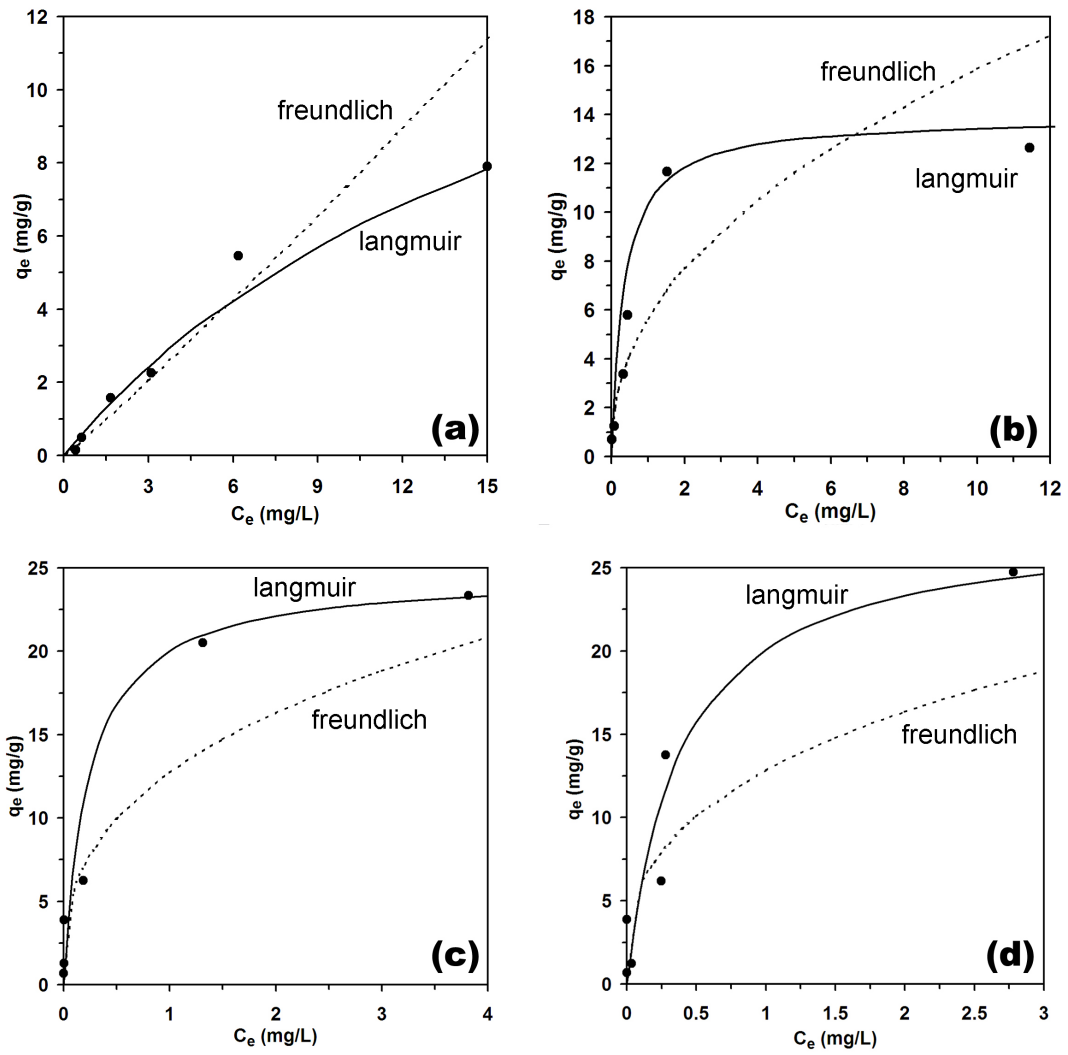 12
10
8
6
4
2
0
qe (mg/g)
freundlich
langmuir
(a)
0 3 6 9 12 15
Ce (mg/L)
18
16
14
12
10
8
6
4
2
0
qe (mg/g)
freundlich
langmuir
(b)
0 2 4 6 8 10 12
Ce (mg/L)
25
20
15
10
5
0
qe (mg/g)
langmuir
freundlich
(c)
0 1 2 3 4
Ce (mg/L)
25
20
15
10
5
0
qe (mg/g)
langmuir
freundlich
(d)
0 0.5 1 1.5 2 2.5 3
Ce (mg/L)